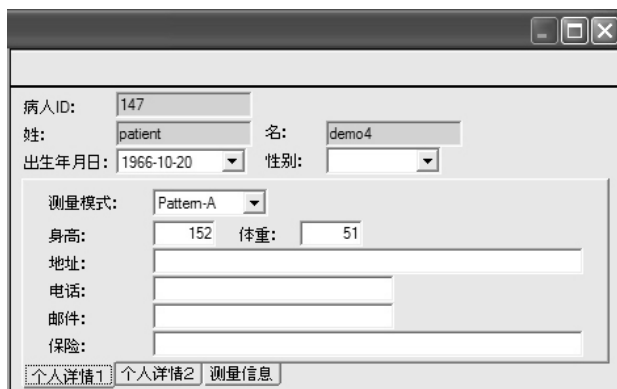 病人ID: 147
姓: patient 名: demo4
出生年月日: 1966-10-20 性别:
测量模式: Pattern-A
身高: 152 体重: 51
地址:
电话:
邮件:
保险:
个人详情1 个人详情2 测量信息